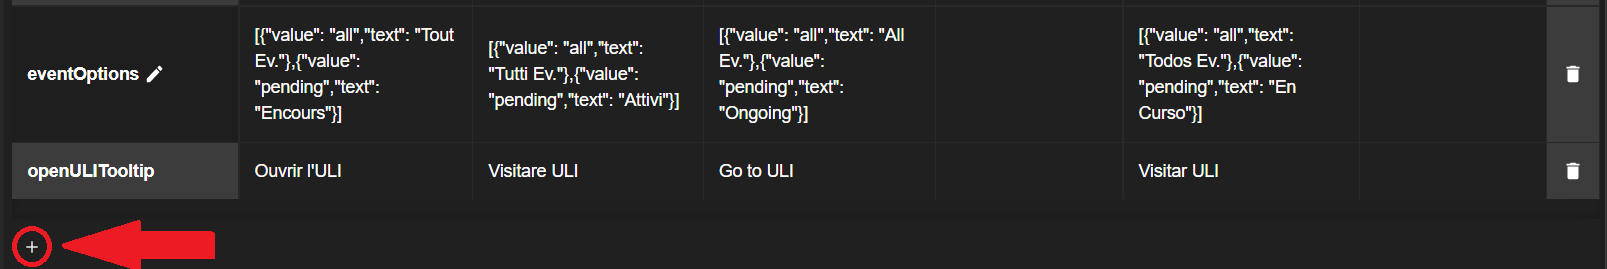 eventOptions
[{"value": "all","text": "Tout
Ev."},{"value":
"pending","text":
"Encours"}]
[{"value": "all","text":
"Tutti Ev."},{"value":
"pending","text": "Attivi"}]
[{"value": "all","text": "All
Ev."},{"value":
"pending","text":
"Ongoing"}]
[{"value": "all","text":
"Todos Ev."},{"value":
"pending","text": "En
Curso"}]
openULITooltip
Ouvrir l'ULI
Visitare ULI
Go to ULI
Visitar ULI
+